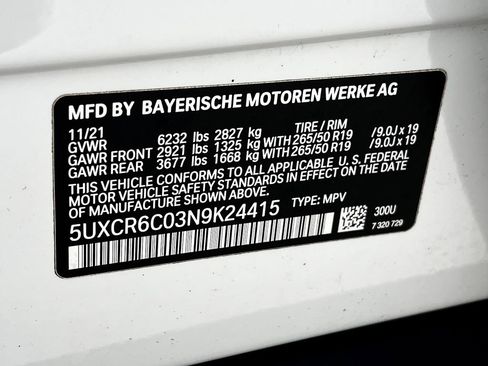 MFD BY BAYERISCHE MOTOREN WERKE AG
11/21 TIRE / RIM
GVWR 6232 lbs 2827 kg
GAWR FRONT 2921 lbs 1325 kg 265/50 R19 /9.0J x 19
GAWR REAR 3677 lbs 1668 kg 265/50 R19 /9.0J x 19
THIS VEHICLE CONFORMS TO ALL APPLICABLE U.S. FEDERAL
MOTOR VEHICLE SAFETY STANDARDS IN EFFECT ON THE DATE
OF MANUFACTURE SHOWN ABOVE.
5UXCR6C03N9K24415 TYPE: MPV
300U
7 320 729